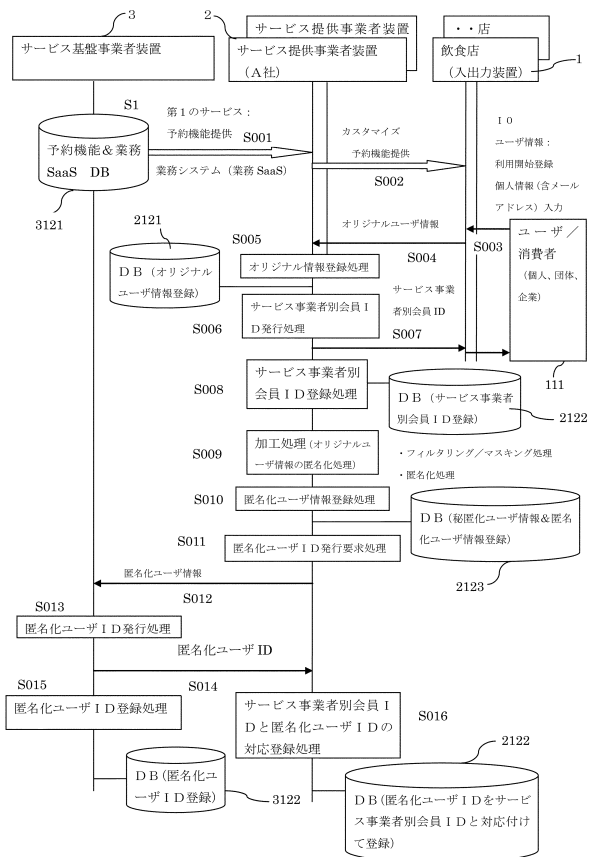 3
サービス基盤事業者装置
2
サービス提供事業者装置
サービス提供事業者装置
（A社）
・・店
飲食店
（入出力装置）
1
S1
予約機能＆業務
SaaS DB
3121
第１のサービス：
予約機能提供
S001
業務システム（業務 SaaS）
カスタマイズ
予約機能提供
S002
ＩＯ
ユーザ情報：
利用開始登録
個人情報（含メール
アドレス）入力
2121
S005
オリジナルユーザ情報
S004
S003
ユーザ／
消費者
（個人、団体、
企業）
111
ＤＢ（オリジナル
ユーザ情報登録）
オリジナル情報登録処理
サービス事業者別会員Ｉ
Ｄ発行処理
S006
サービス事業
者別会員 ID
S007
サービス事業者別
会員ＩＤ登録処理
S008
ＤＢ（サービス事業者
別会員ＩＤ登録）
2122
加工処理（オリジナルユ
ーザ情報の匿名化処理）
S009
・フィルタリング／マスキング処理
・匿名化処理
S010
匿名化ユーザ情報登録処理
ＤＢ（秘匿化ユーザ情報＆匿名
化ユーザ情報登録）
2123
S011
匿名化ユーザＩＤ発行要求処理
匿名化ユーザ情報
S012
S013
匿名化ユーザＩＤ発行処理
匿名化ユーザ ID
S014
S015
匿名化ユーザＩＤ登録処理
サービス事業者別会員Ｉ
Ｄと匿名化ユーザＩＤの
対応登録処理
S016
ＤＢ（匿名化ユ
ーザＩＤ登録）
3122
2122
ＤＢ（匿名化ユーザＩＤをサービ
ス事業者別会員ＩＤと対応付け
て登録）